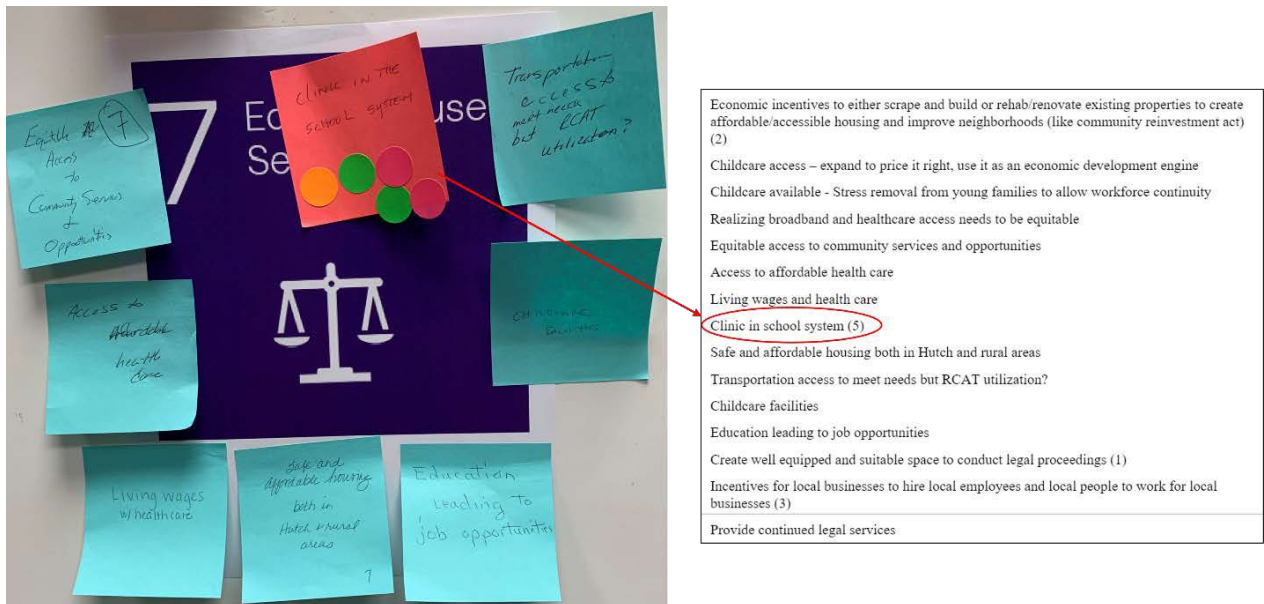 7
Ec
use
Se
CLINIC IN THE
SCHOOL SYSTEM
Transportation
access to
meet needs
but RCAT
utilization?
Equitble
7
Access
to
Community Services
&
Opportunities
Access to
Affordable
health
Care
CHILDCARE
FACILITIES
Living wages
w/healthcare
Safe and
affordable housing
both in
Hutch & rural
areas
7
Education
Leading To
job opportunities
Economic incentives to either scrape and build or rehab/renovate existing properties to create
affordable/accessible housing and improve neighborhoods (like community reinvestment act)
(2)
Childcare access – expand to price it right, use it as an economic development engine
Childcare available - Stress removal from young families to allow workforce continuity
Realizing broadband and healthcare access needs to be equitable
Equitable access to community services and opportunities
Access to affordable health care
Living wages and health care
Clinic in school system (5)
Safe and affordable housing both in Hutch and rural areas
Transportation access to meet needs but RCAT utilization?
Childcare facilities
Education leading to job opportunities
Create well equipped and suitable space to conduct legal proceedings (1)
Incentives for local businesses to hire local employees and local people to work for local
businesses (3)
Provide continued legal services